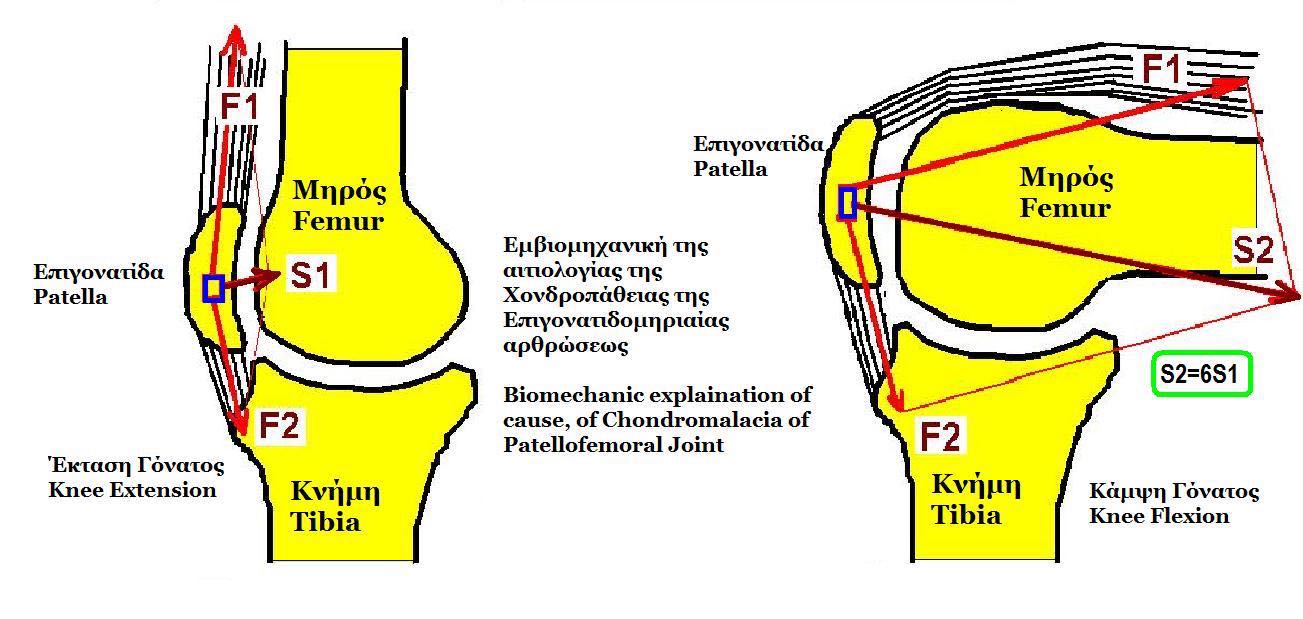 F1
Μηρός
Femur
S1
Επιγονατίδα
Patella
F2
Έκταση Γόνατος
Knee Extension
Κνήμη
Tibia
Εμβιομηχανική της
αιτιολογίας της
Χονδροπάθειας της
Επιγονατιδομηριαίας
αρθρώσεως
Biomechanic explaination of
cause, of Chondromalacia of
Patellofemoral Joint
F1
Επιγονατίδα
Patella
Μηρός
Femur
S2
S2=6S1
F2
Κνήμη
Tibia
Κάμψη Γόνατος
Knee Flexion